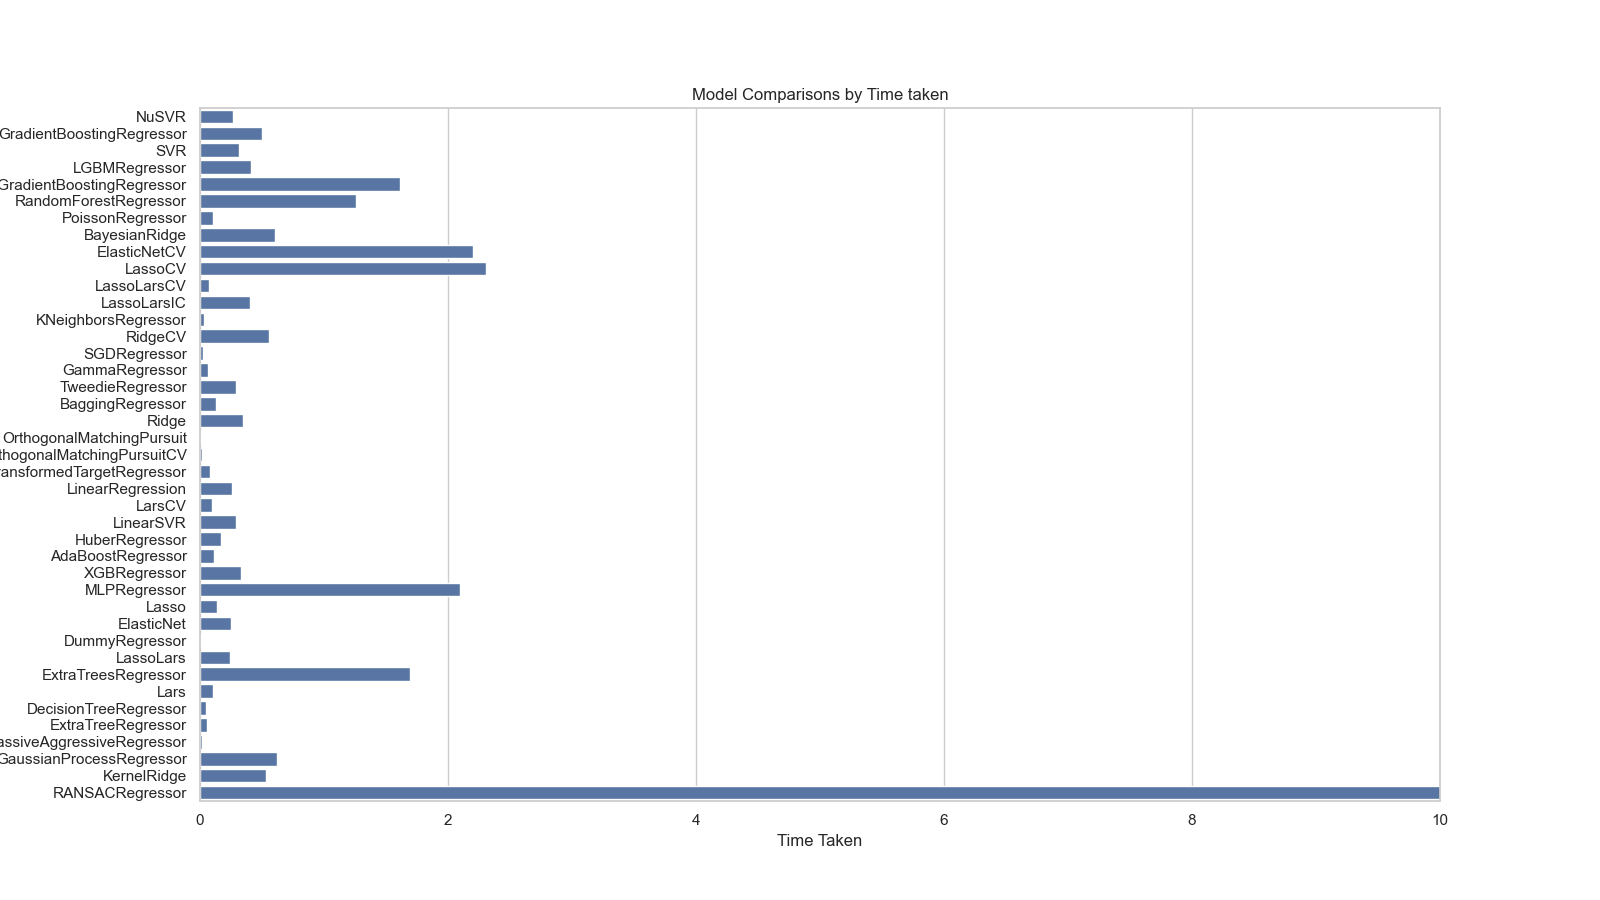 Model Comparisons by Time taken
NuSVR
GradientBoostingRegressor
SVR
LGBMRegressor
GradientBoostingRegressor
RandomForestRegressor
PoissonRegressor
BayesianRidge
ElasticNetCV
LassoCV
LassoLarsCV
LassoLarsIC
KNeighborsRegressor
RidgeCV
SGDRegressor
GammaRegressor
TweedieRegressor
BaggingRegressor
Ridge
OrthogonalMatchingPursuit
thogonalMatchingPursuitCV
ransformedTargetRegressor
LinearRegression
LarsCV
LinearSVR
HuberRegressor
AdaBoostRegressor
XGBRegressor
MLPRegressor
Lasso
ElasticNet
DummyRegressor
LassoLars
ExtraTreesRegressor
Lars
DecisionTreeRegressor
ExtraTreeRegressor
assiveAggressiveRegressor
GaussianProcessRegressor
KernelRidge
RANSACRegressor
0 2 4 6 8 10
Time Taken